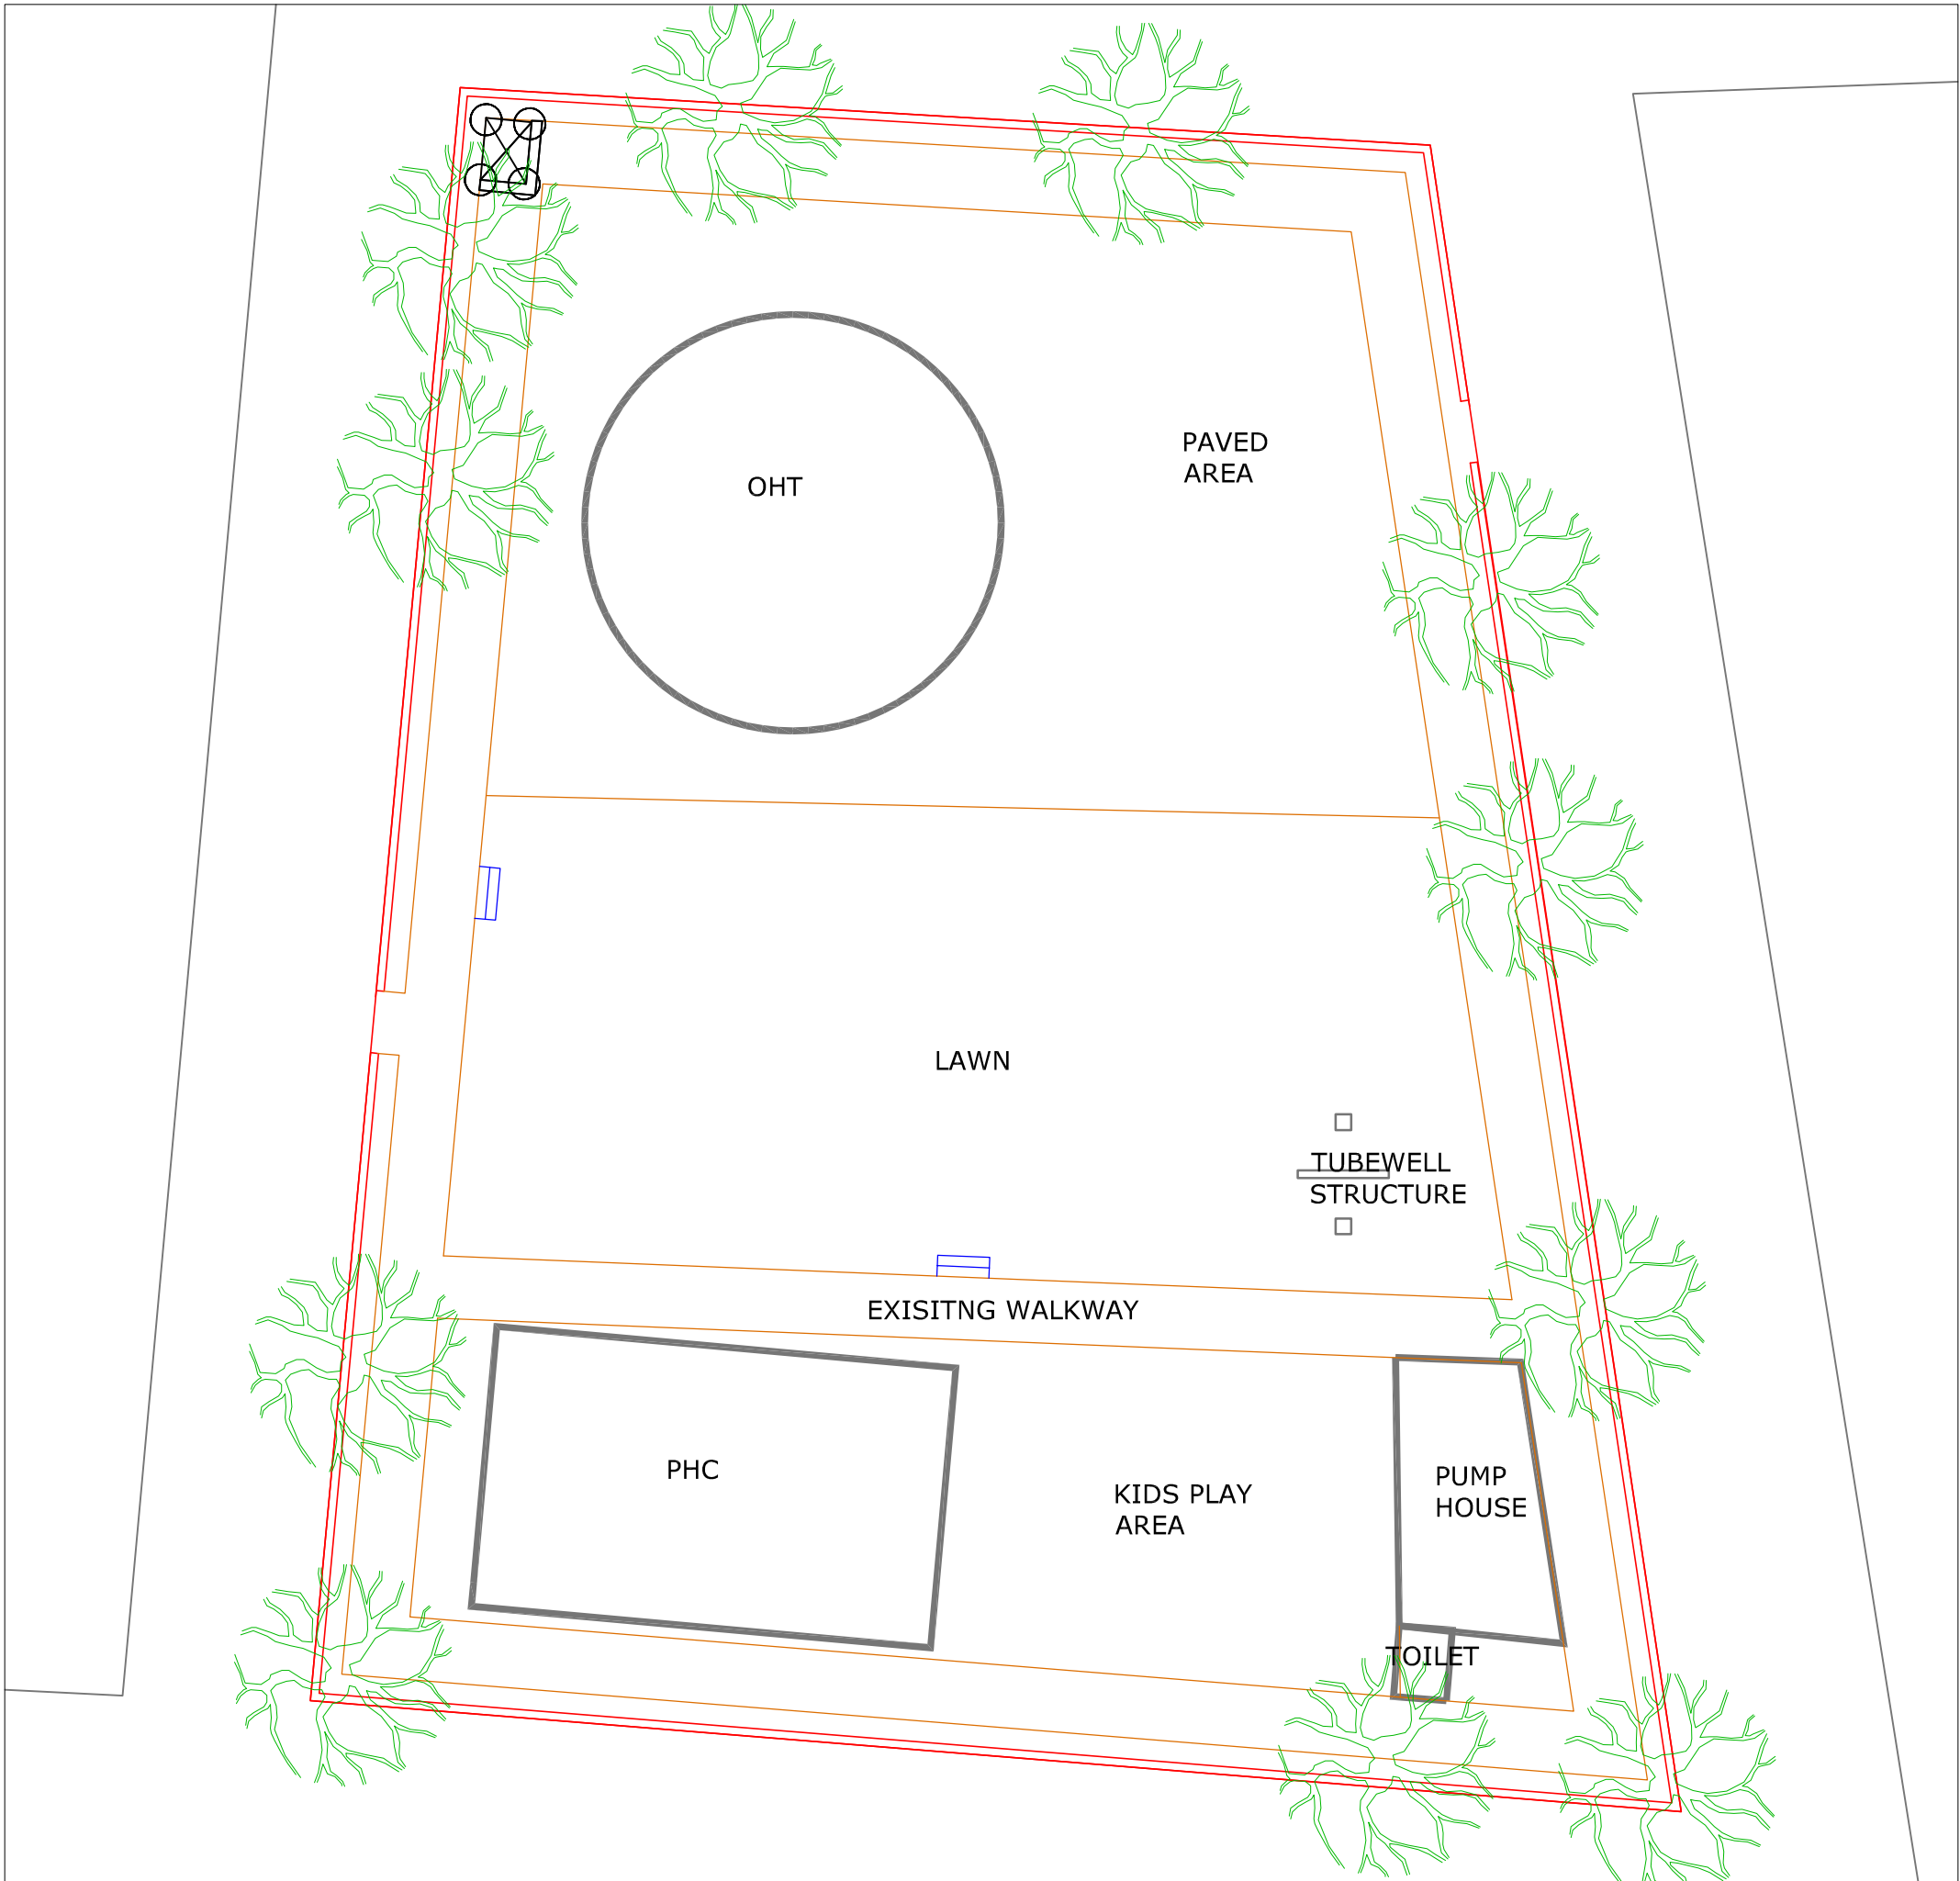 PAVED
AREA
OHT
LAWN
TUBEWELL
STRUCTURE
EXISITNG WALKWAY
PHC
KIDS PLAY
AREA
PUMP
HOUSE
TOILET